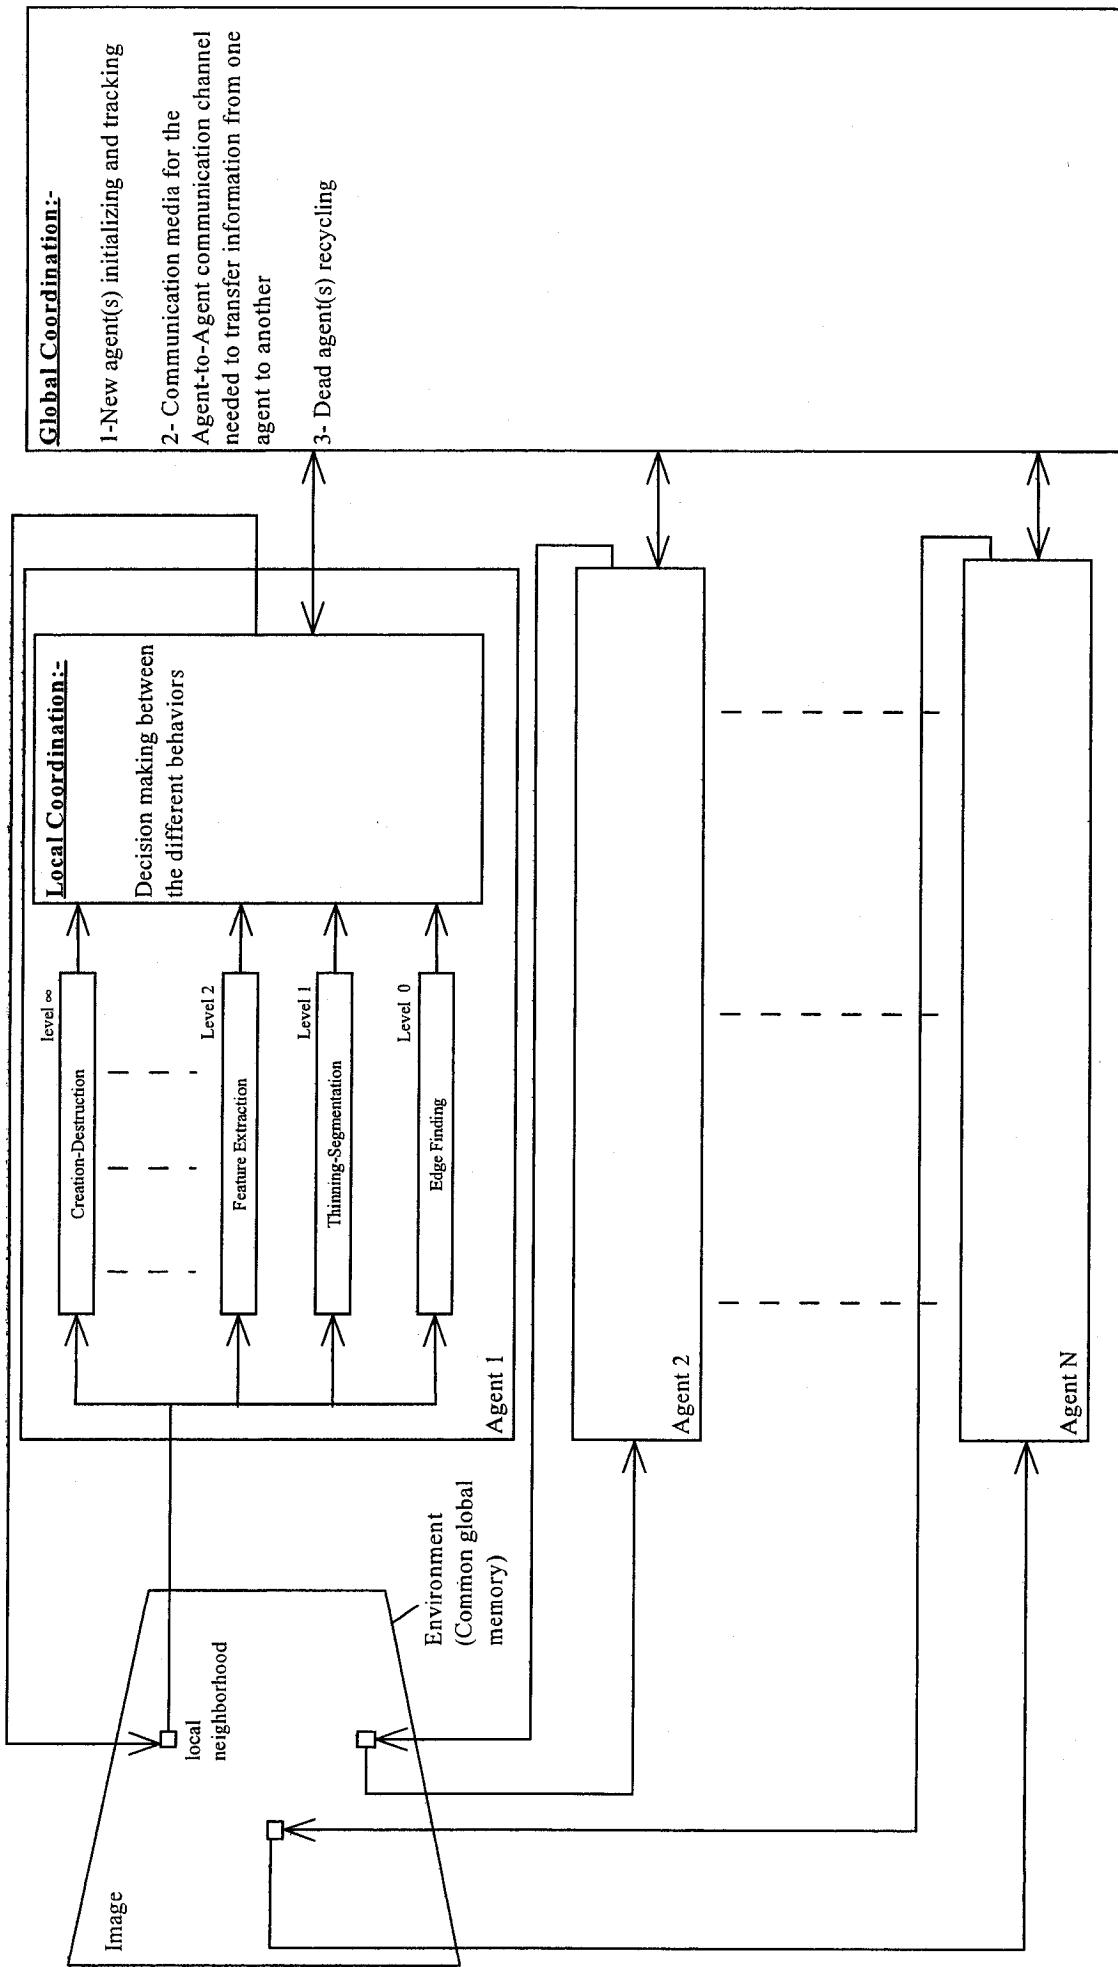 Image
local
neighborhood
Environment
(Common global
memory)
level ∞
Creation-Destruction
Level 2
Feature Extraction
Level 1
Thinning-Segmentation
Level 0
Edge Finding
Agent 1
Local Coordination:-
Decision making between
the different behaviors
Agent 2
Agent N
Global Coordination:-
1-New agent(s) initializing and tracking
2- Communication media for the
Agent-to-Agent communication channel
needed to transfer information from one
agent to another
3- Dead agent(s) recycling